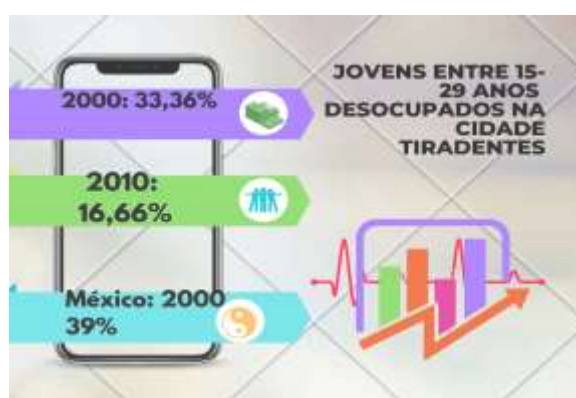 JOVENS ENTRE 15-
29 ANOS
DESOCUPADOS NA
CIDADE
TIRADENTES
2000: 33,36%
2010:
16,66%
México: 2000
39%